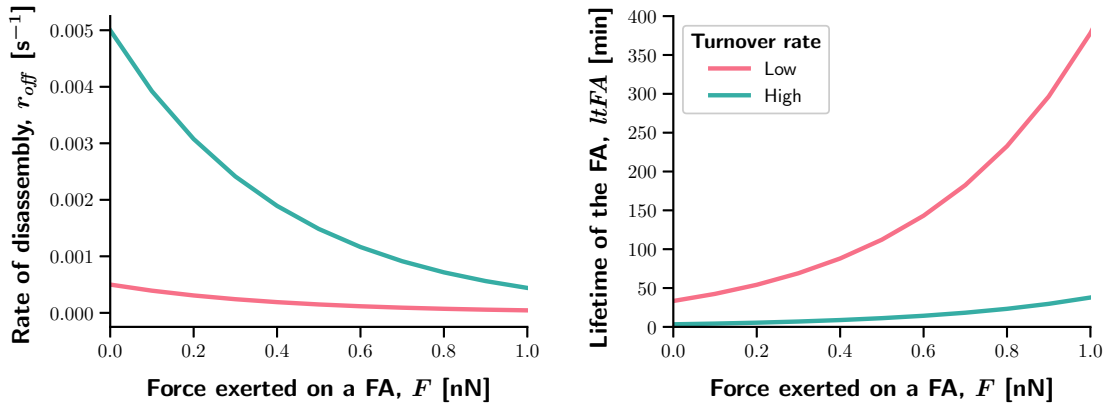 Rate of disassembly, r_off [s⁻¹]
0.005
0.004
0.003
0.002
0.001
0.000
0.0 0.2 0.4 0.6 0.8 1.0
Force exerted on a FA, F [nN]
Lifetime of the FA, ltFA [min]
400
350
300
250
200
150
100
50
0
Turnover rate
Low
High
0.0 0.2 0.4 0.6 0.8 1.0
Force exerted on a FA, F [nN]